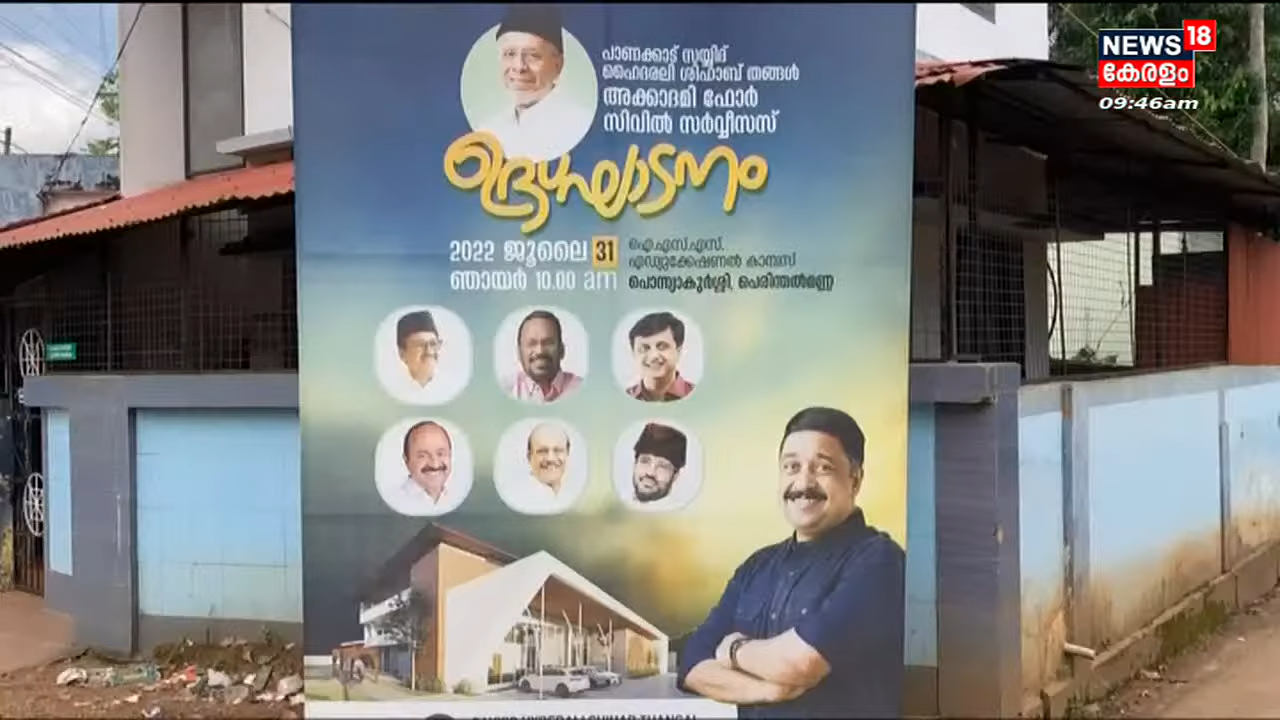 NEWS 18
കേരളം
09:46am
പാണക്കാട് സയ്യിദ്
ഹൈദരലി ശിഹാബ് തങ്ങൾ
അക്കാദമി ഫോർ
സിവിൽ സർവ്വീസസ്
ഉദ്ഘാടനം
2022 ജൂലൈ 31
ഞായർ 10.00 am
ഐ.എസ്.എസ്.
എഡ്യുക്കേഷണൽ കാമ്പസ്
പൊന്ന്യാകുർശ്ശി, പെരിന്തൽമണ്ണ